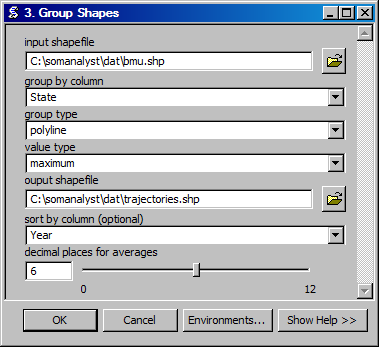 3. Group Shapes
input shapefile
C:\somanalyst\dat\bmu.shp
group by column
State
group type
polyline
value type
maximum
ouput shapefile
C:\somanalyst\dat\trajectories.shp
sort by column (optional)
Year
decimal places for averages
6
0 12
OK Cancel Environments... Show Help >>